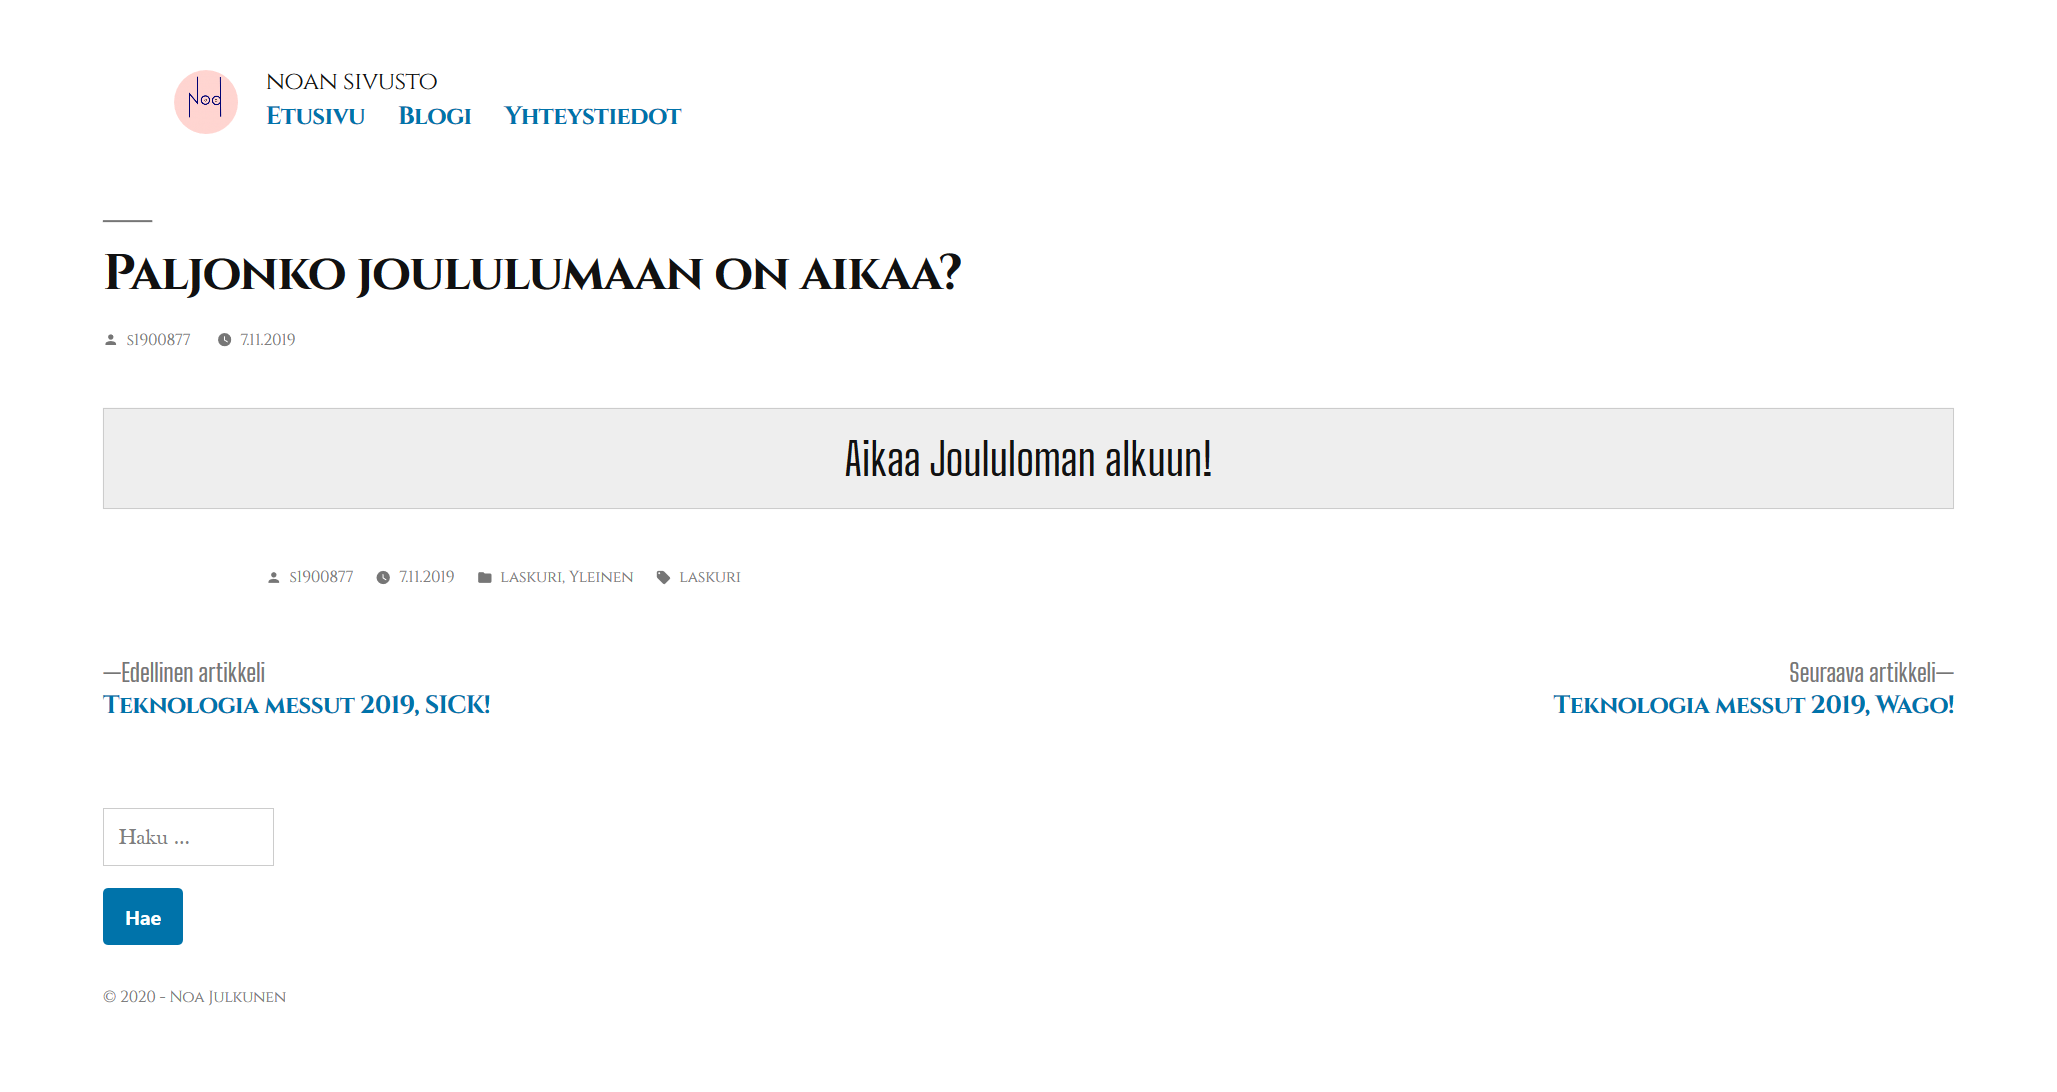 Noa
NOAN SIVUSTO
Etusivu Blogi Yhteystiedot
Paljonko joululumaan on aikaa?
s1900877 7.11.2019
Aikaa Joululoman alkuun!
s1900877 7.11.2019 laskuri, Yleinen laskuri
—Edellinen artikkeli
Teknologia messut 2019, SICK!
Seuraava artikkeli—
Teknologia messut 2019, Wago!
Haku …
Hae
© 2020 - Noa Julkunen